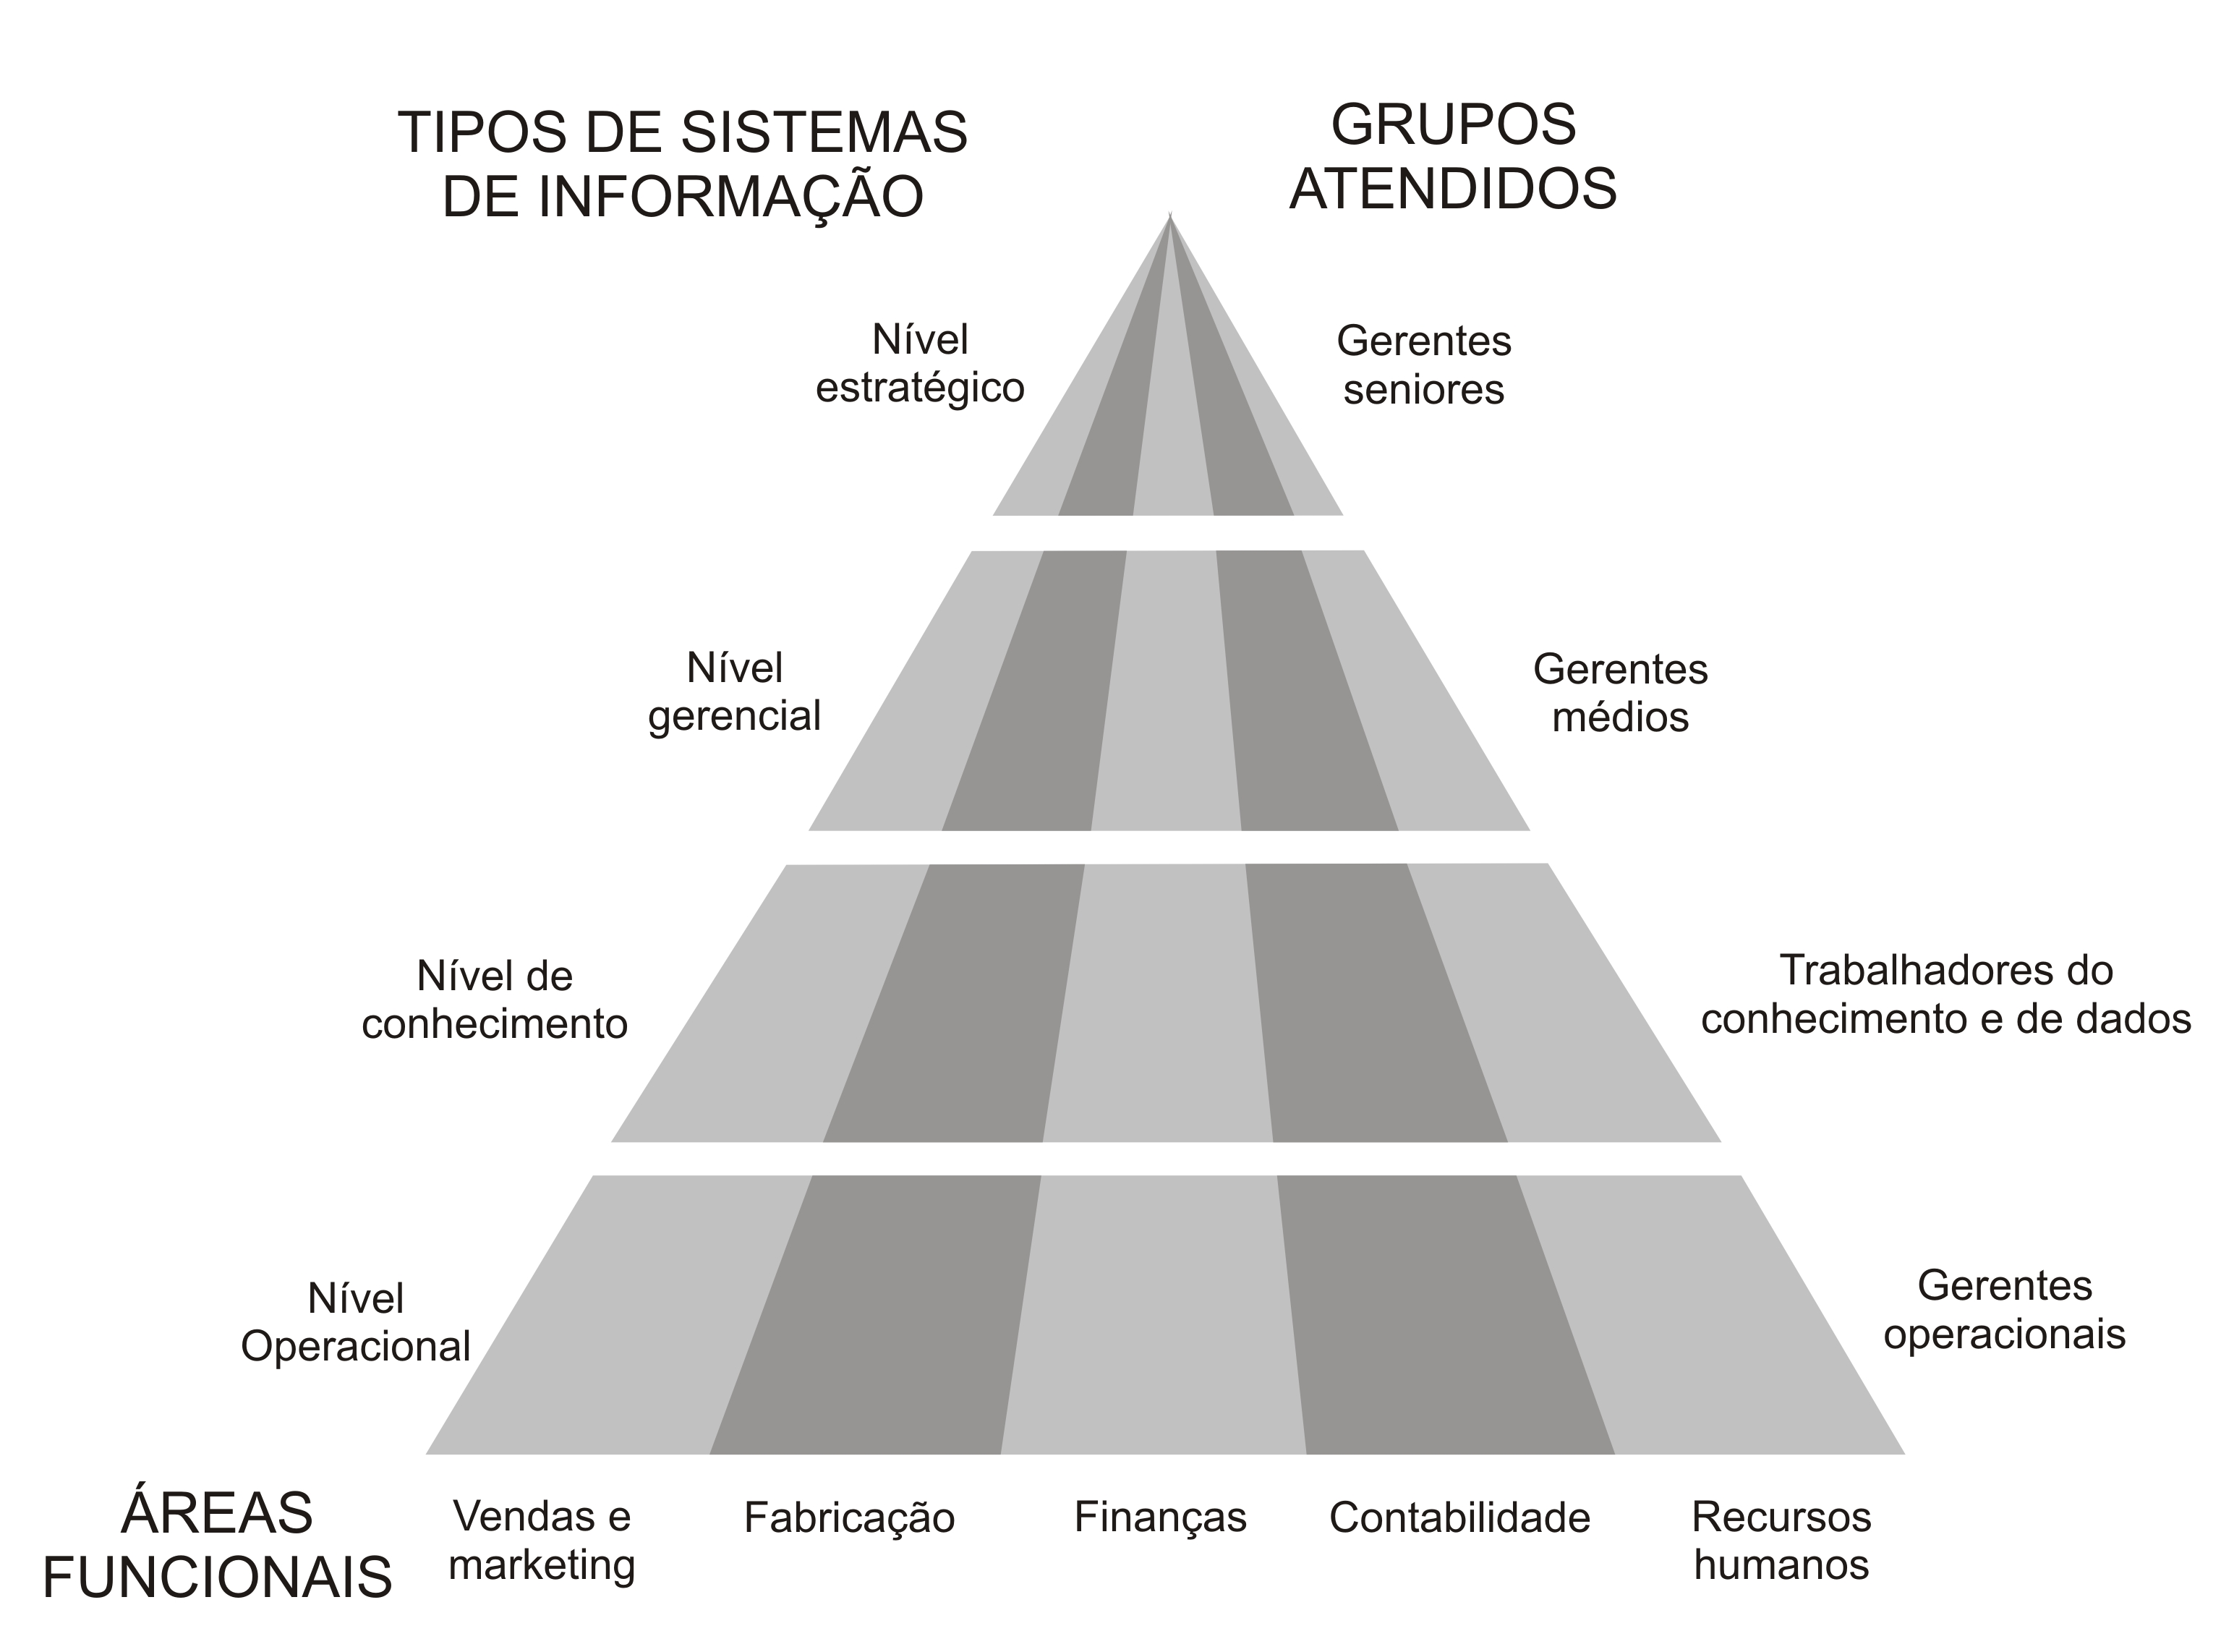 TIPOS DE SISTEMAS
DE INFORMAÇÃO
GRUPOS
ATENDIDOS
Nível
estratégico
Gerentes
seniores
Nível
gerencial
Gerentes
médios
Nível de
conhecimento
Trabalhadores do
conhecimento e de dados
Nível
Operacional
Gerentes
operacionais
ÁREAS
FUNCIONAIS
Vendas e
marketing
Fabricação
Finanças
Contabilidade
Recursos
humanos